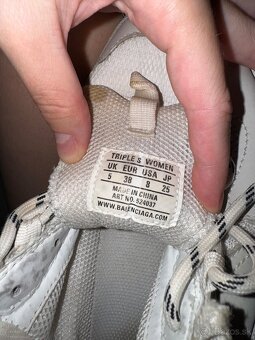 TRIPLE S WOMEN
UK EUR USA JP
5 38 8 25
MADE IN CHINA
ART NO. 524037
WWW.BALENCIAGA.COM